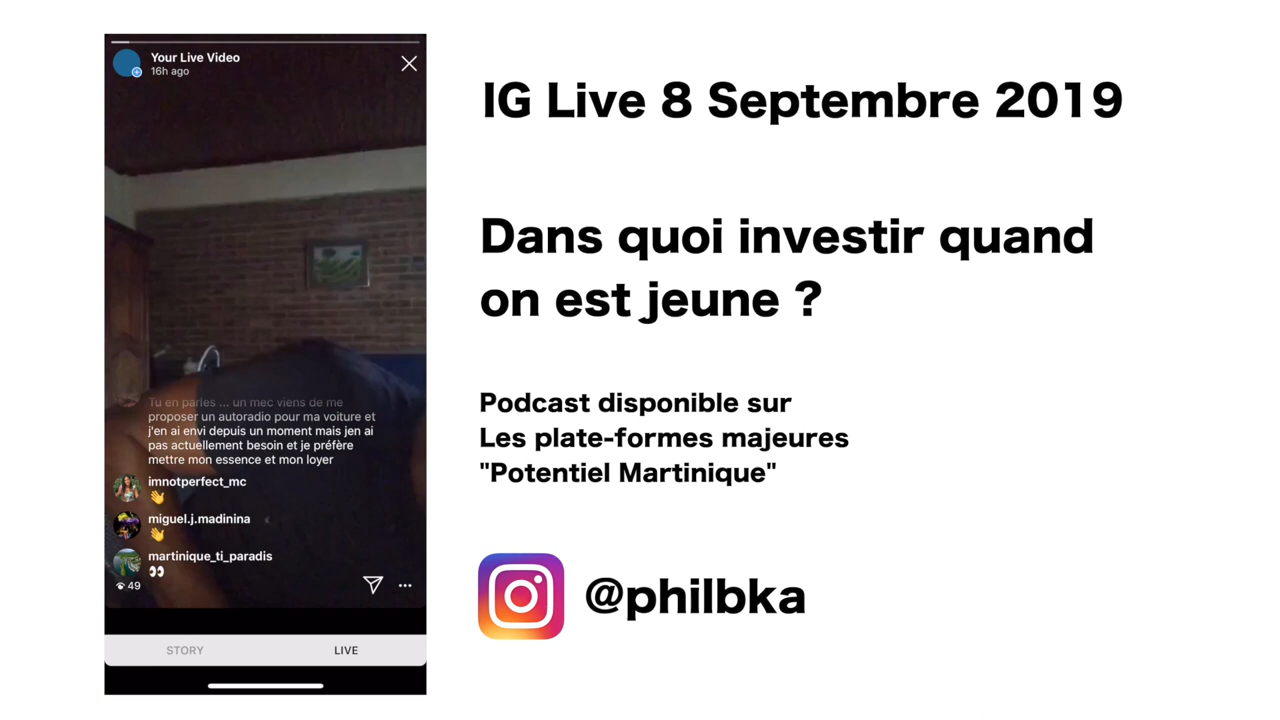 Your Live Video
16h ago
Tu en parles ... un mec viens de me
proposer un autoradio pour ma voiture et
j'en ai envi depuis un moment mais jen ai
pas actuellement besoin et je préfère
mettre mon essence et mon loyer
imnotperfect_mc
👋
miguel.j.madinina
👋
martinique_ti_paradis
👀
49
STORY
LIVE
IG Live 8 Septembre 2019
Dans quoi investir quand
on est jeune ?
Podcast disponible sur
Les plate-formes majeures
"Potentiel Martinique"
@philbka